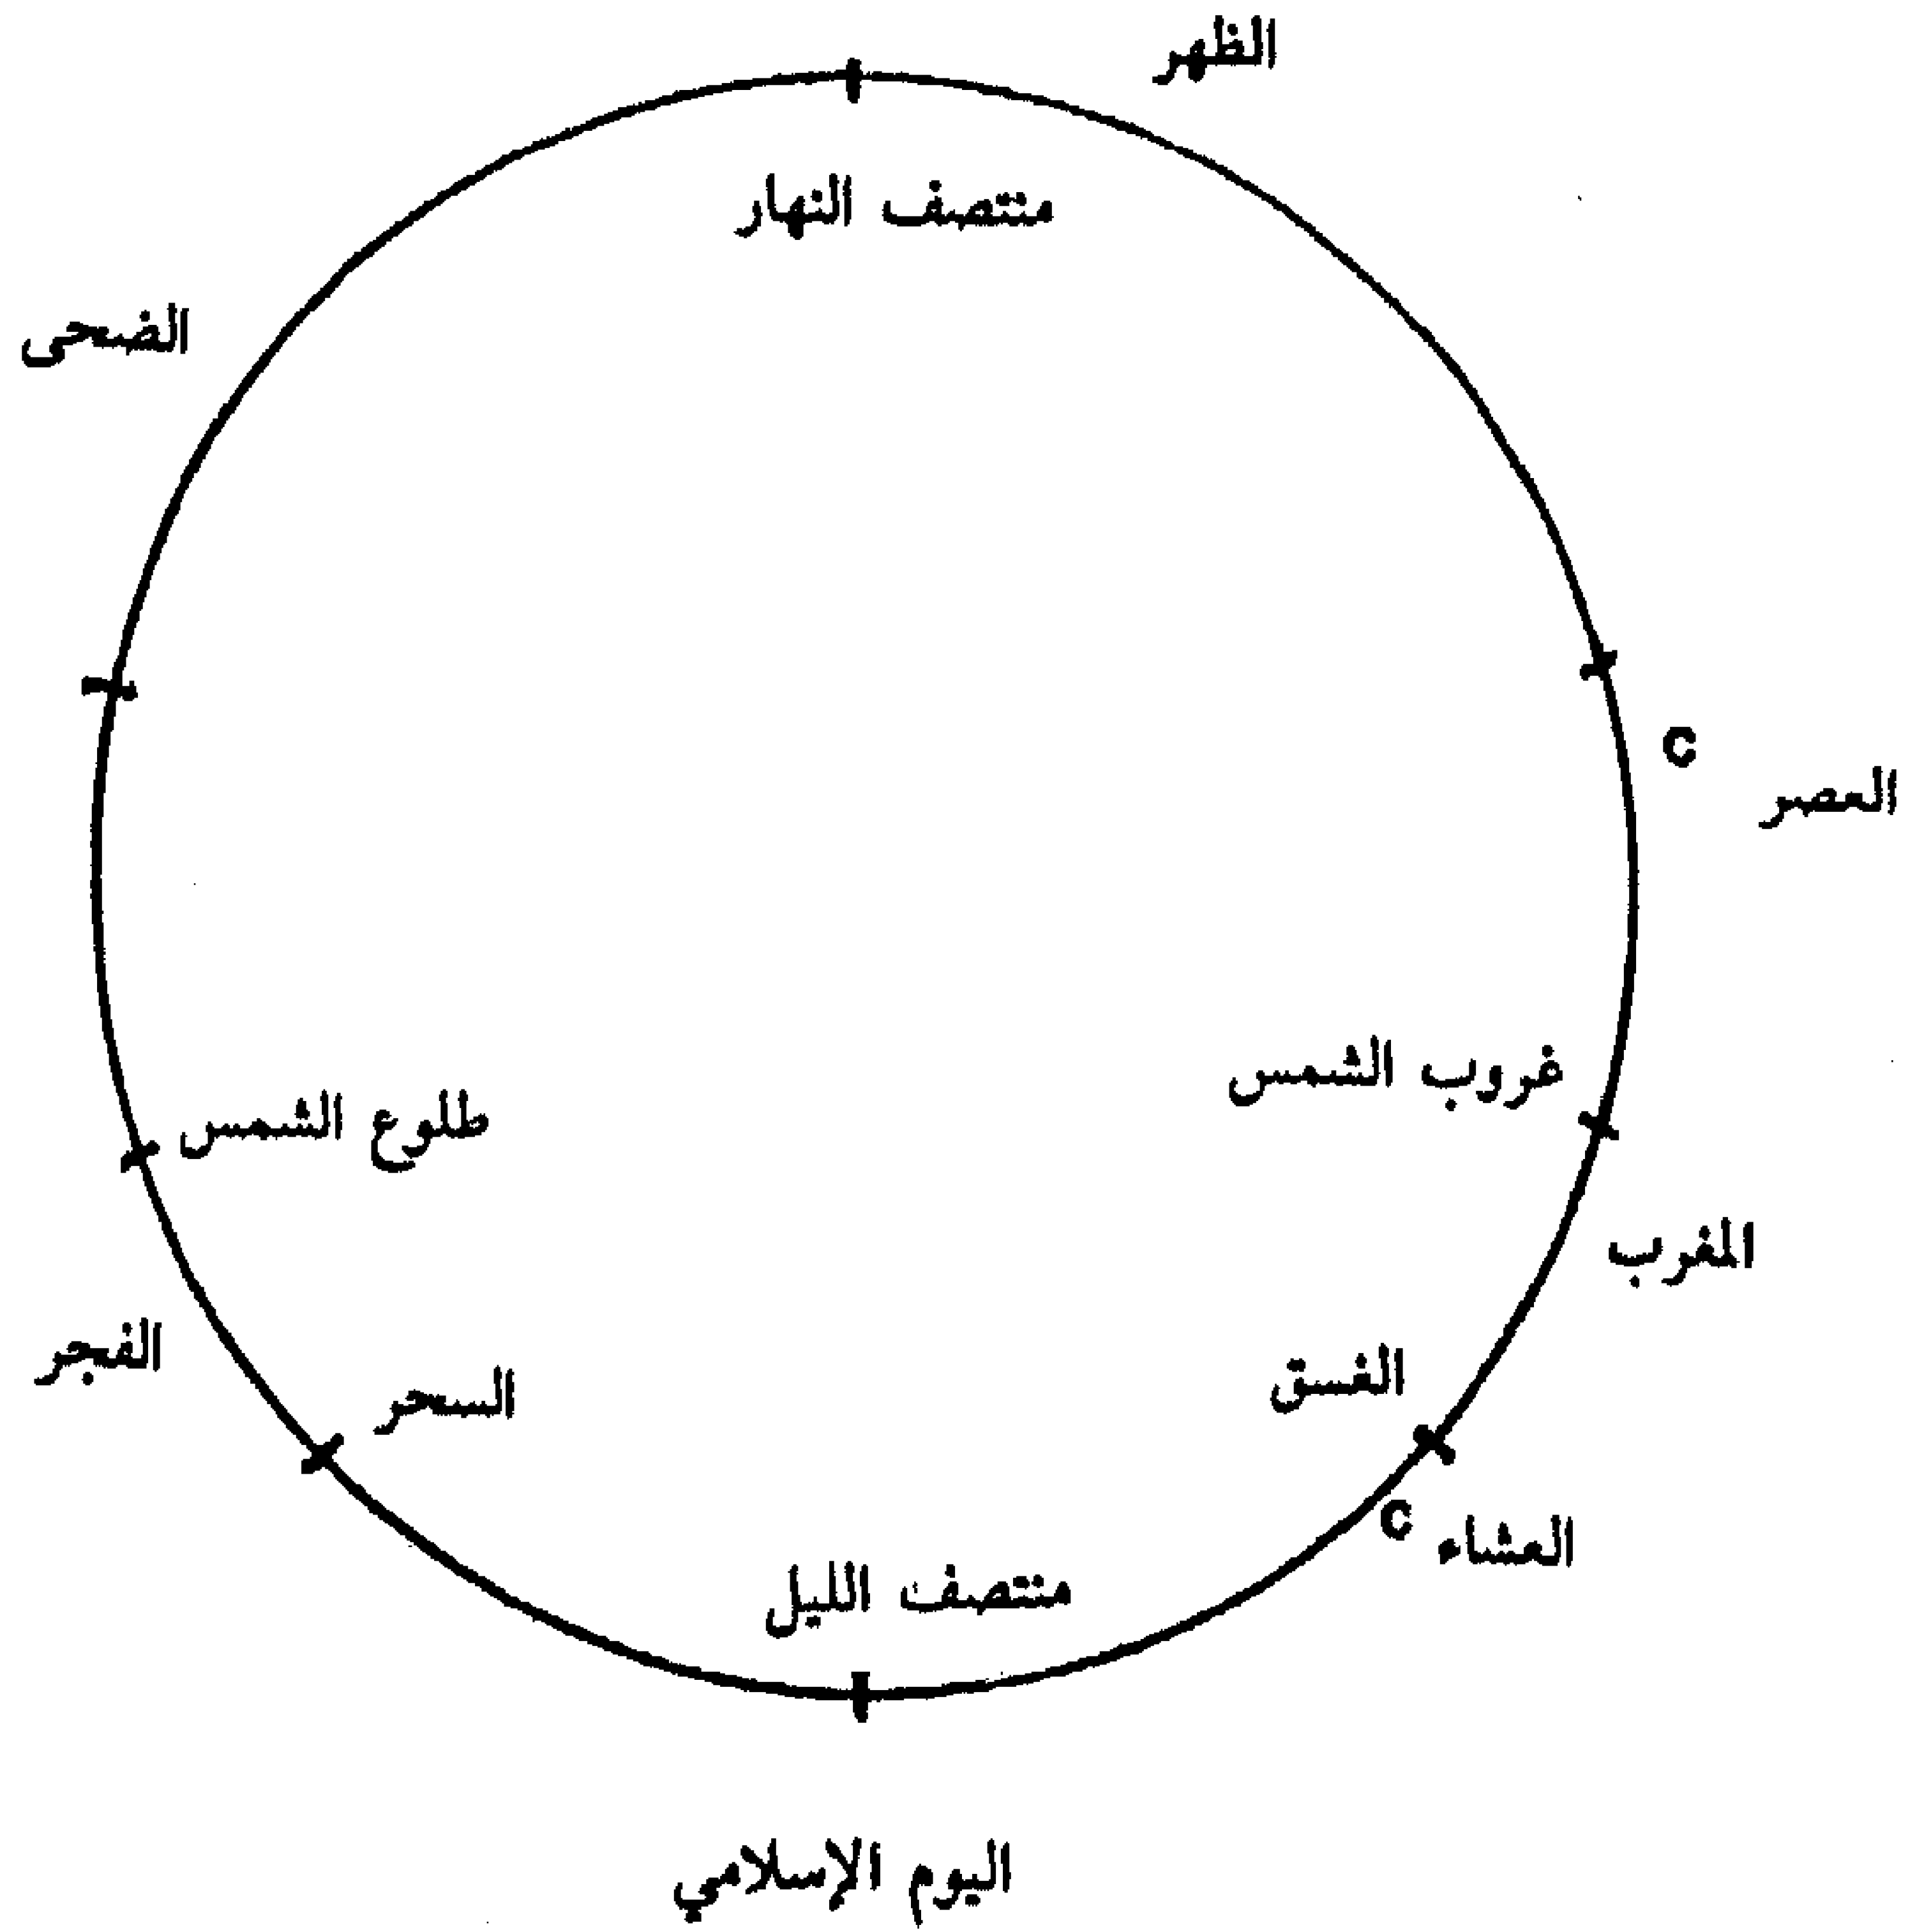 الظهر
منتصف النهار
الضحى
C
العصر
غروب الشمس
طلوع الشمس
المغرب
الفجر
الغسق
السحر
C
العشاء
منتصف الليل
اليوم الإسلامي